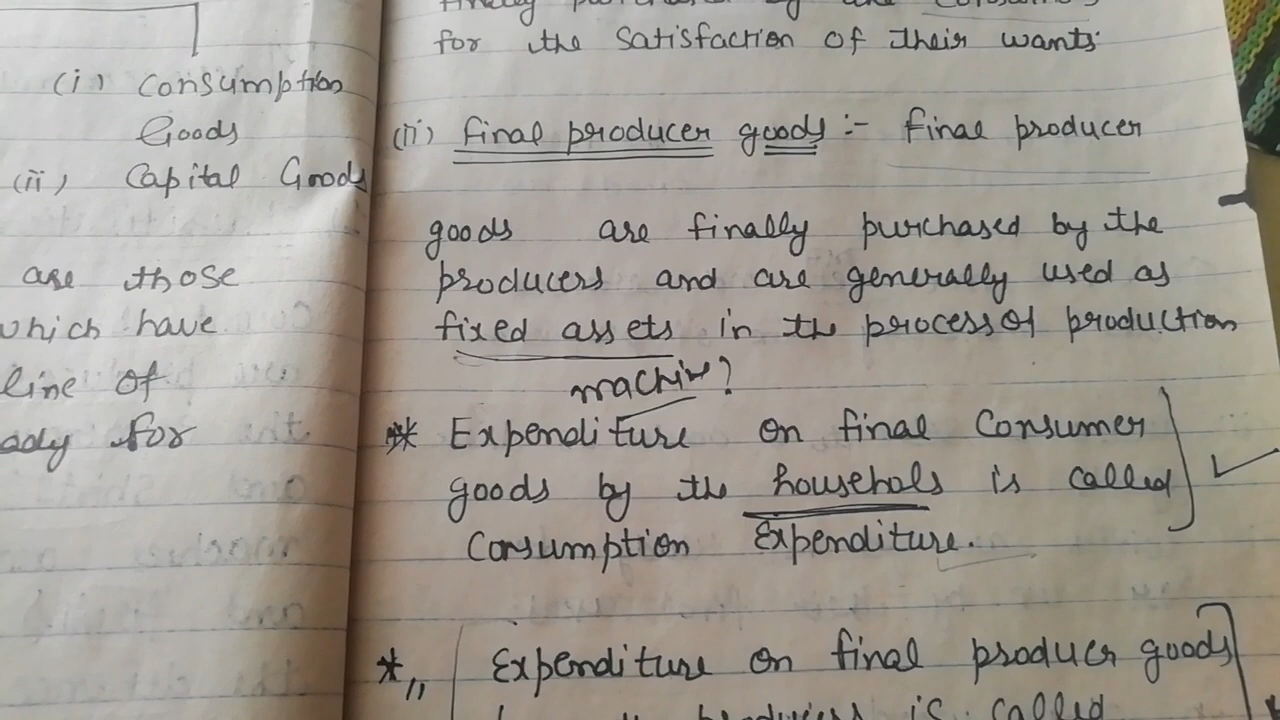 (i) Consumption
Goods
(ii) Capital Goods
are those
which have
line of
for
for the satisfaction of their wants
(ii) final producer goods :- final producer
goods are finally purchased by the
producers and are generally used as
fixed assets in the process of production
machine?
** Expenditure on final Consumer
goods by the househols is called
Consumption Expenditure.
*,, Expenditure on final producer goods
is called